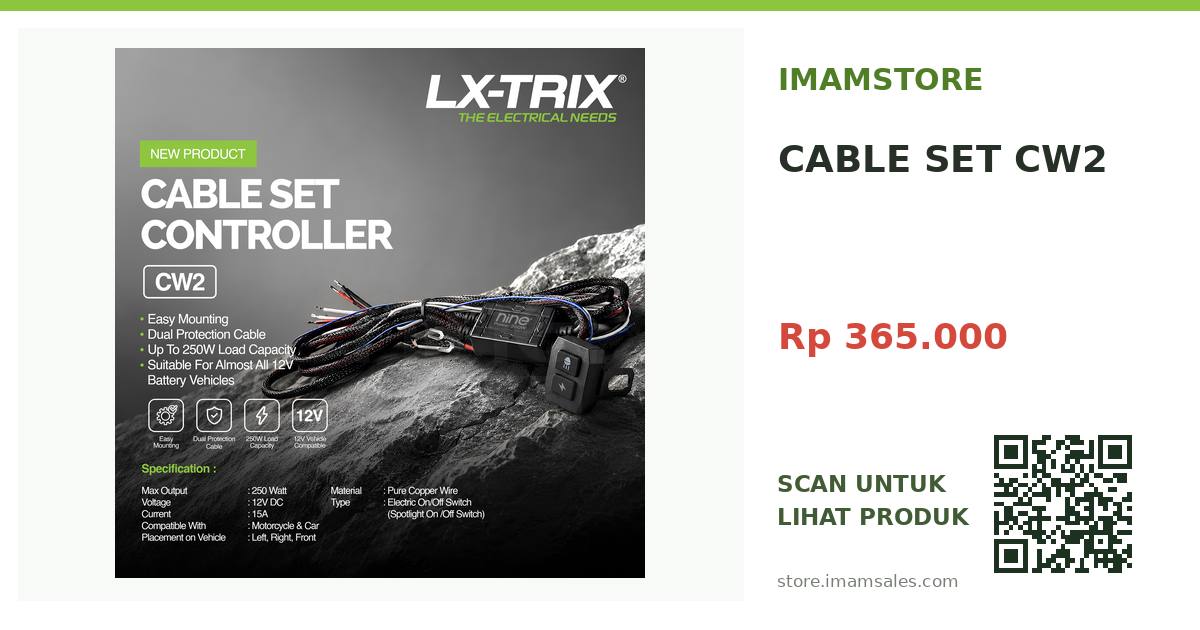 LX-TRIX®
THE ELECTRICAL NEEDS
NEW PRODUCT
CABLE SET
CONTROLLER
CW2
• Easy Mounting
• Dual Protection Cable
• Up To 250W Load Capacity
• Suitable For Almost All 12V
Battery Vehicles
nine
12V
Easy
Mounting
Dual Protection
Cable
250W Load
Capacity
12V Vehicle
Compatible
Specification :
Max Output : 250 Watt
Voltage : 12V DC
Current : 15A
Compatible With : Motorcycle & Car
Placement on Vehicle : Left, Right, Front
Material : Pure Copper Wire
Type : Electric On/Off Switch
(Spotlight On /Off Switch)
IMAMSTORE
CABLE SET CW2
Rp 365.000
SCAN UNTUK
LIHAT PRODUK
store.imamsales.com